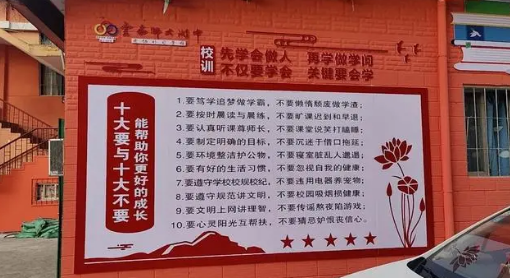 校训
先学会做人 再学做学问
不仅要学会 关键要会学
十大要与十大不要
能帮助你更好的成长
1.要笃学追梦做学霸，不要懒惰颓废做学渣；
2.要按时晨读与晨练，不要旷课迟到和早退；
3.要认真听课尊师长，不要课堂说笑打瞌睡；
4.要制定明确的目标，不要沉迷于借口拖延；
5.要环境整洁护公物，不要寝室脏乱人邋遢；
6.要有好的生活习惯，不要忽视自我的健康；
7.要遵守学校校规校纪，不要违用电器养宠物；
8.要遵守规范讲文明，不要校园吸烟损健康；
9.要文明上网讲理智，不要传谣熬夜陷游戏；
10.要心灵阳光互帮扶，不要猜忌妒恨丧信心。